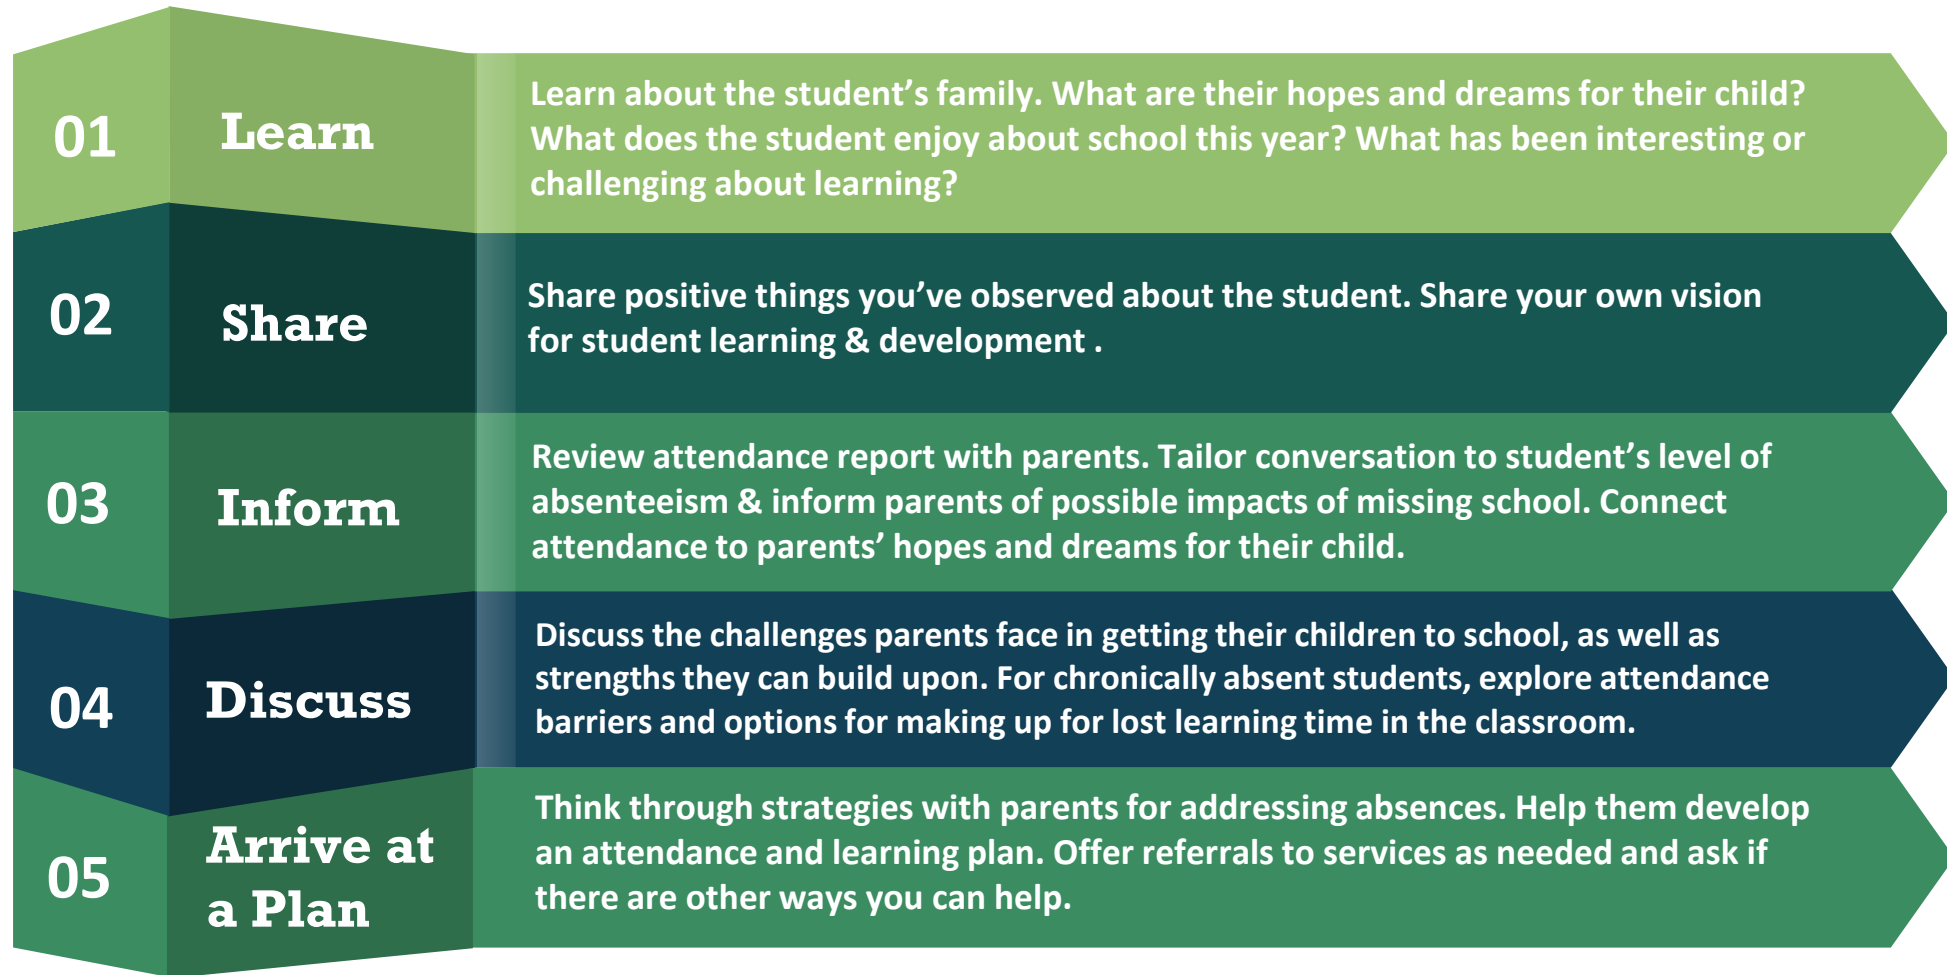 01
Learn
Learn about the student’s family. What are their hopes and dreams for their child?
What does the student enjoy about school this year? What has been interesting or
challenging about learning?
02
Share
Share positive things you’ve observed about the student. Share your own vision
for student learning & development .
03
Inform
Review attendance report with parents. Tailor conversation to student’s level of
absenteeism & inform parents of possible impacts of missing school. Connect
attendance to parents’ hopes and dreams for their child.
04
Discuss
Discuss the challenges parents face in getting their children to school, as well as
strengths they can build upon. For chronically absent students, explore attendance
barriers and options for making up for lost learning time in the classroom.
05
Arrive at
a Plan
Think through strategies with parents for addressing absences. Help them develop
an attendance and learning plan. Offer referrals to services as needed and ask if
there are other ways you can help.